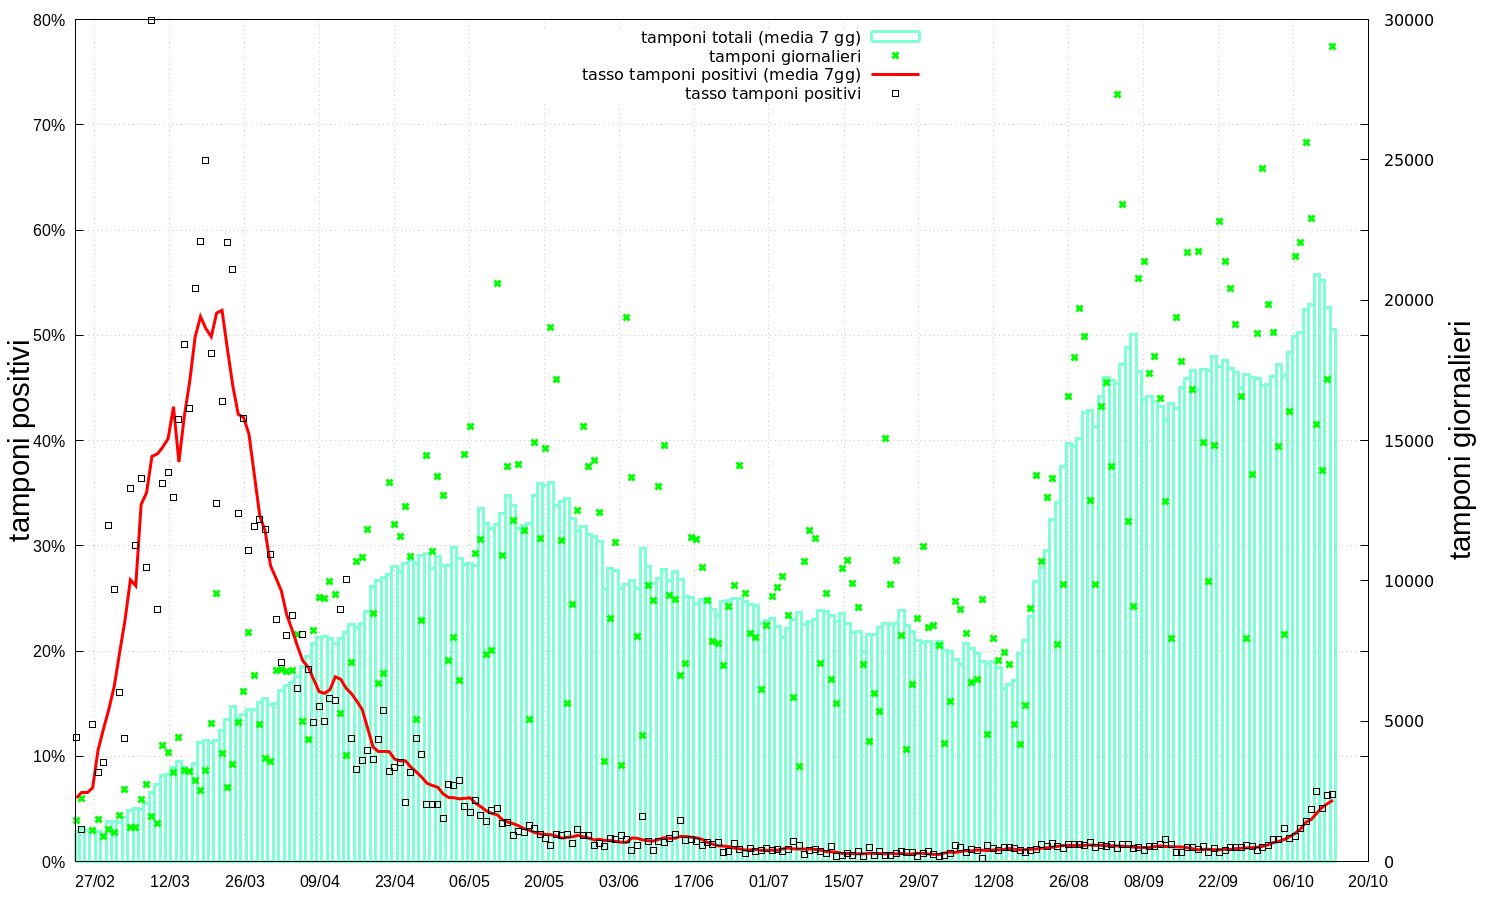 80%
70%
60%
50%
40%
30%
20%
10%
0%
tamponi positivi
tamponi totali (media 7 gg)
tamponi giornalieri
tasso tamponi positivi (media 7gg)
tasso tamponi positivi
30000
25000
20000
15000
10000
5000
0
tamponi giornalieri
27/02 12/03 26/03 09/04 23/04 06/05 20/05 03/06 17/06 01/07 15/07 29/07 12/08 26/08 08/09 22/09 06/10 20/10